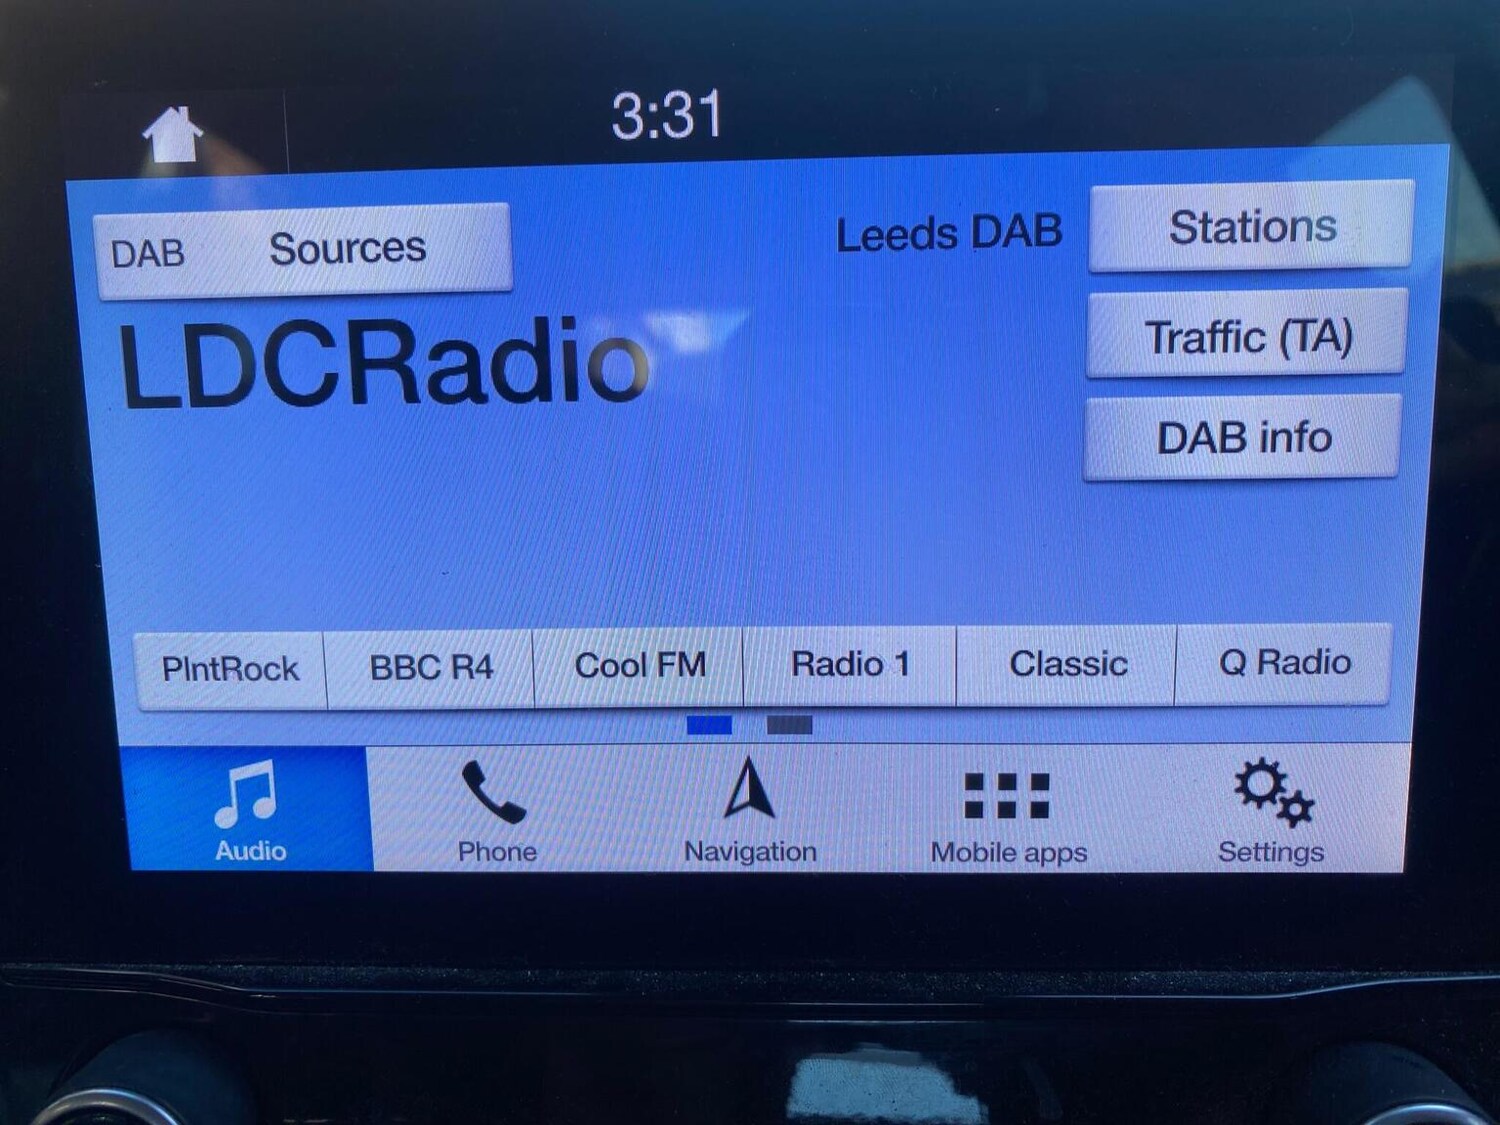 3:31
DAB Sources
Leeds DAB
Stations
LDCRadio
Traffic (TA)
DAB info
PlntRock
BBC R4
Cool FM
Radio 1
Classic
Q Radio
Audio
Phone
Navigation
Mobile apps
Settings